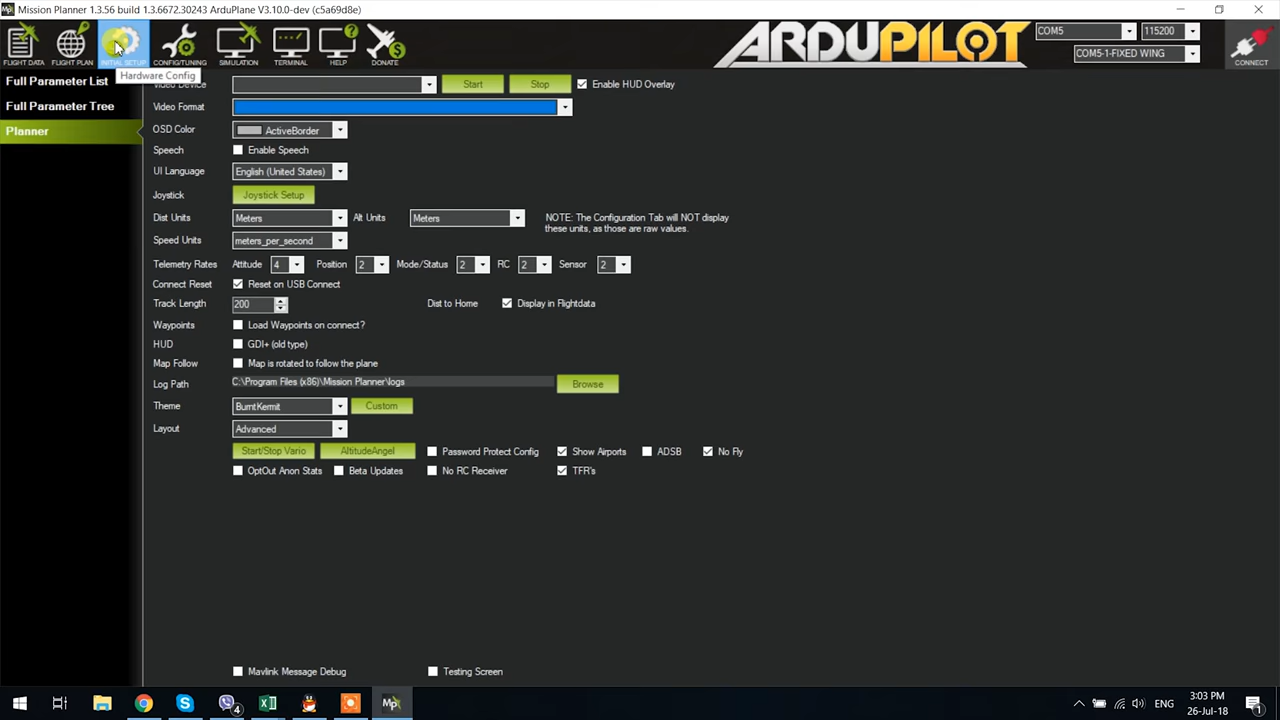 Mission Planner 1.3.56 build 1.3.6672.30243 ArduPlane V3.10.0-dev (c5a69d8e)
FLIGHT DATA FLIGHT PLAN INITIAL SETUP CONFIG/TUNING SIMULATION TERMINAL HELP DONATE
ARDUPILOT
COM5 115200
COM5-1-FIXED WING
CONNECT
Hardware Config
Full Parameter List
Full Parameter Tree
Planner
Video Device Start Stop Enable HUD Overlay
Video Format
OSD Color ActiveBorder
Speech Enable Speech
UI Language English (United States)
Joystick Joystick Setup
Dist Units Meters Alt Units Meters NOTE: The Configuration Tab will NOT display
these units, as those are raw values.
Speed Units meters_per_second
Telemetry Rates Attitude 4 Position 2 Mode/Status 2 RC 2 Sensor 2
Connect Reset Reset on USB Connect
Track Length 200 Dist to Home Display in Flightdata
Waypoints Load Waypoints on connect?
HUD GDI+ (old type)
Map Follow Map is rotated to follow the plane
Log Path C:\Program Files (x86)\Mission Planner\logs Browse
Theme BurntKermit Custom
Layout Advanced
Start/Stop Vario AltitudeAngel Password Protect Config Show Airports ADSB No Fly
OptOut Anon Stats Beta Updates No RC Receiver TFR's
Mavlink Message Debug Testing Screen
4
ENG
3:03 PM
26-Jul-18
1